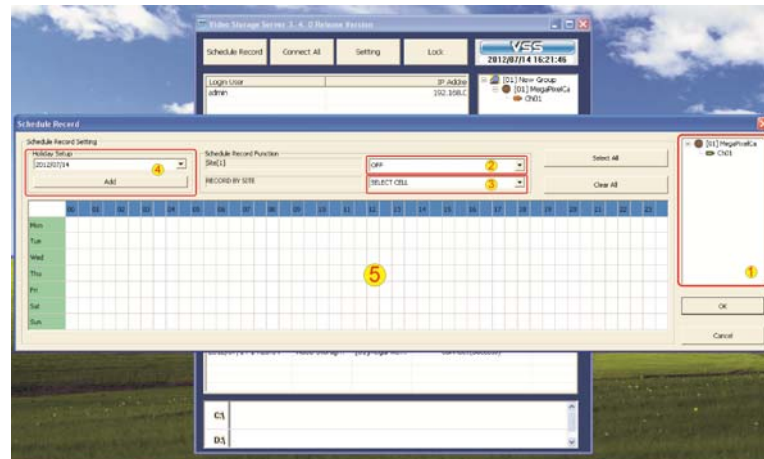 Video Storage Server 3. 4. 0 Release Version
Schedule Record
Connect All
Setting
Lock
VSS
2012/07/14 16:21:46
Login User
IP Addre
admin
192.168.0
[01] New Group
[01] MegaPixelCa
Ch01
Schedule Record
Schedule Record Setting
Holiday Setup
2012/07/14
4
Add
Schedule Record Function
Site[1]
OFF
2
RECORD BY SITE
SELECT CELL
3
Select All
Clear All
[01] MegaPixelCa
Ch01
1
00 01 02 03 04 05 06 07 08 09 10 11 12 13 14 15 16 17 18 19 20 21 22 23
Mon
Tue
Wed
Thu
Fri
Sat
Sun
5
OK
Cancel
C:\
D:\